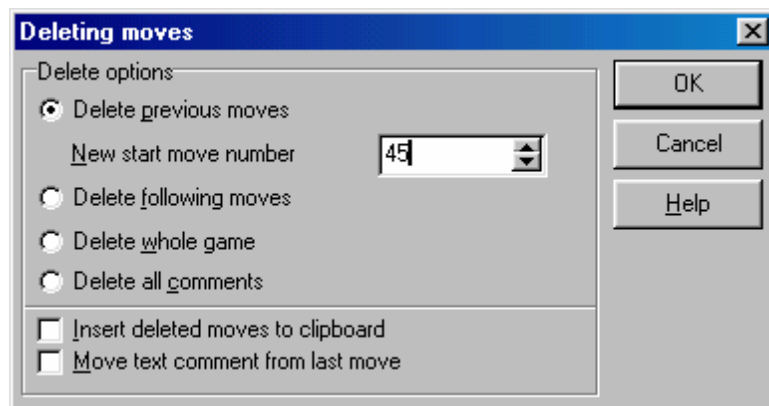 Deleting moves
Delete options
Delete previous moves
New start move number 45
Delete following moves
Delete whole game
Delete all comments
Insert deleted moves to clipboard
Move text comment from last move
OK
Cancel
Help